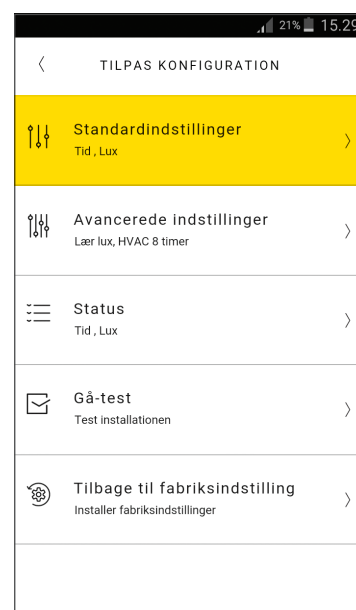 21% 15.29
TILPAS KONFIGURATION
Standardindstillinger
Tid , Lux
Avancerede indstillinger
Lær lux, HVAC 8 timer
Status
Tid , Lux
Gå-test
Test installationen
Tilbage til fabriksindstilling
Installer fabriksindstillinger